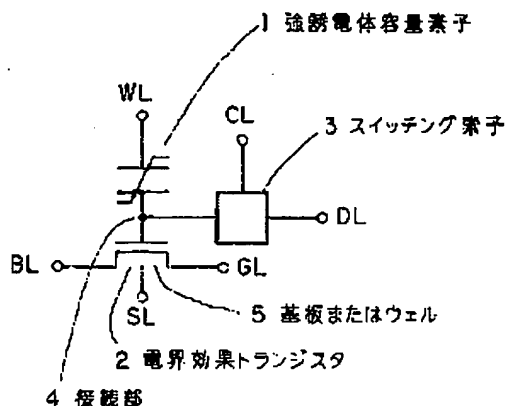 1 強誘電体容量素子
WL
CL
3 スイッチング素子
DL
BL
GL
SL
5 基板またはウェル
2 電界効果トランジスタ
4 接続部